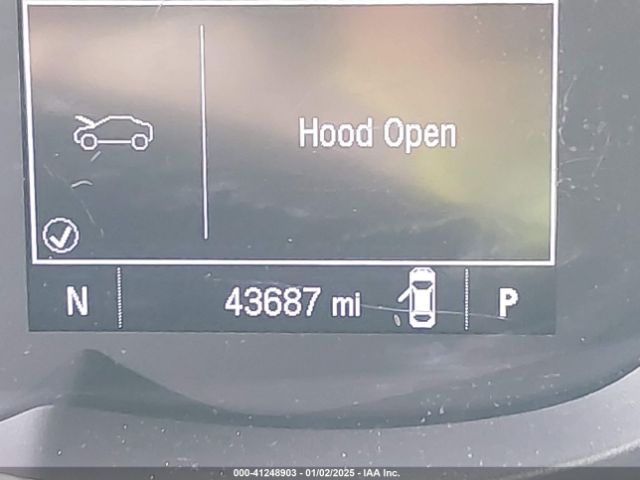 Hood Open
N 43687 mi P
000-41248903 - 01/02/2025 - IAA Inc.